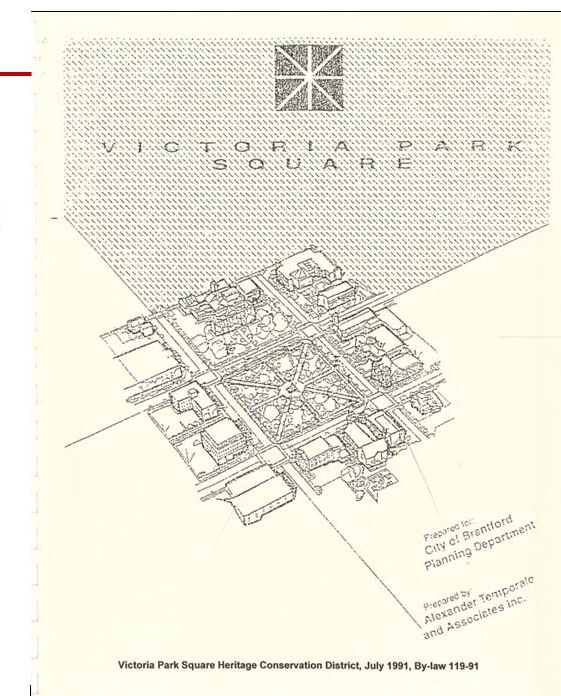 VICTORIA PARK
SQUARE
Prepared for:
City of Brantford
Planning Department
Prepared by
Alexander Temporale
and Associates Inc.
Victoria Park Square Heritage Conservation District, July 1991, By-law 119-91